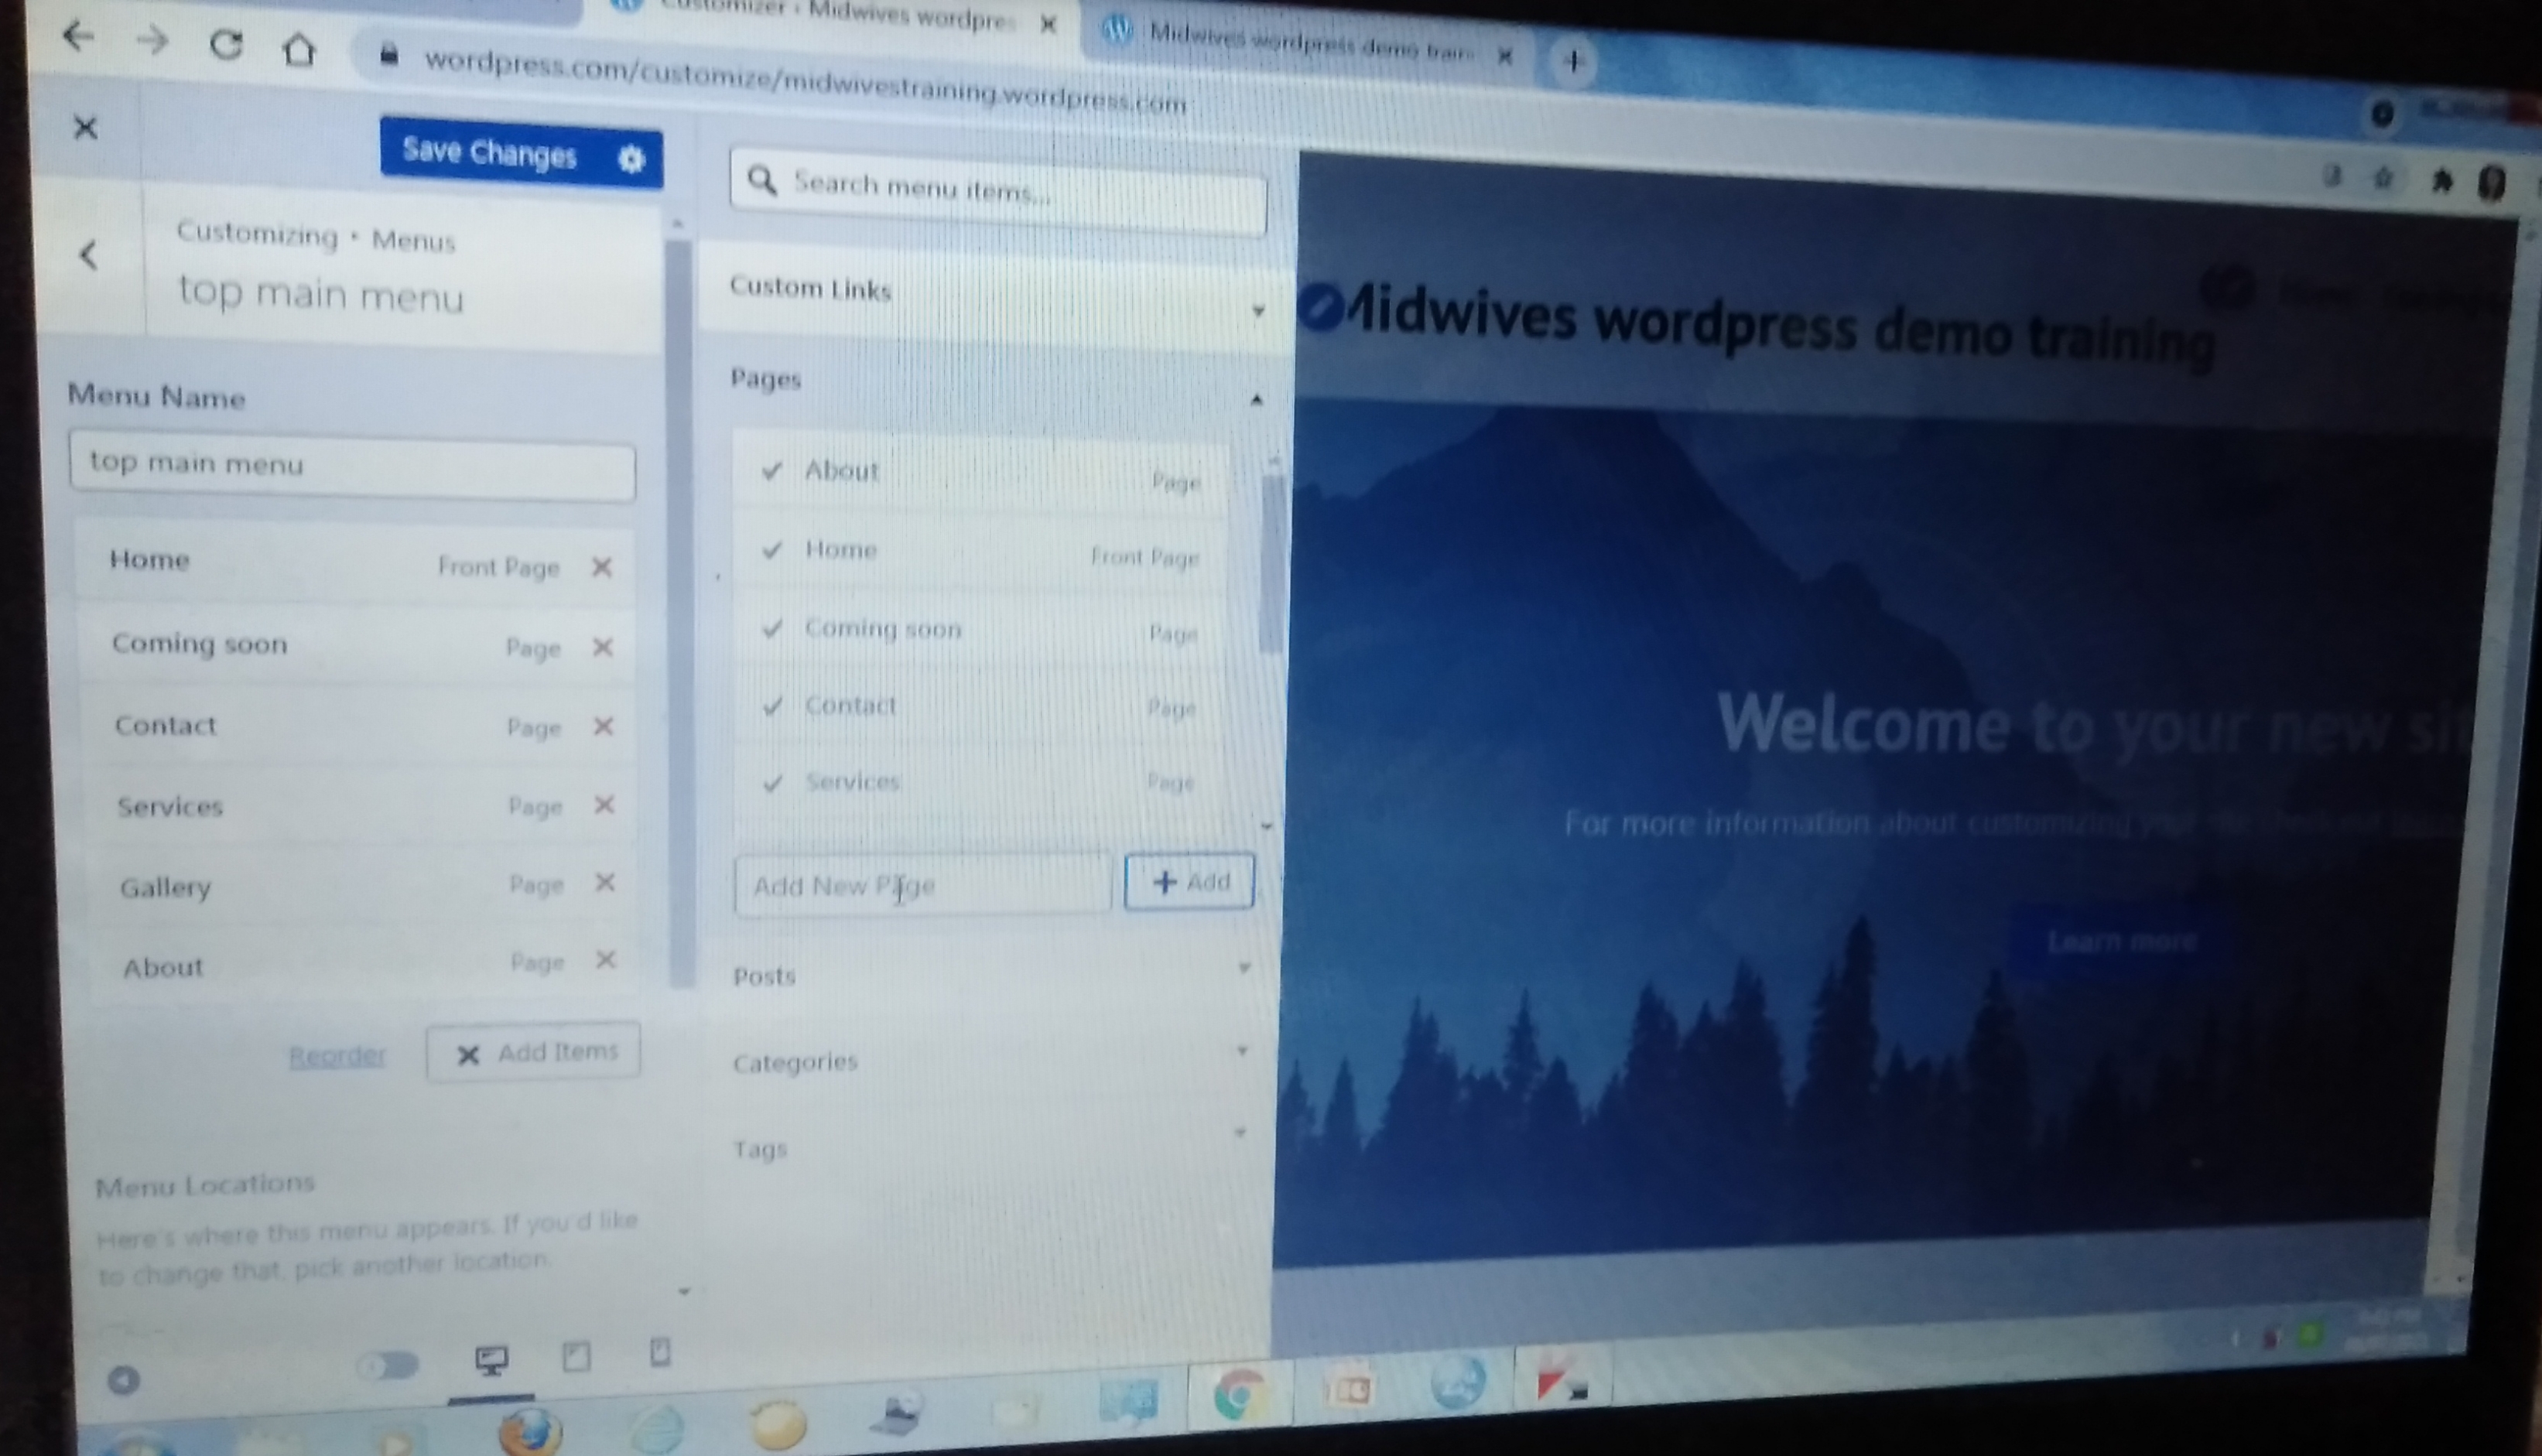 Customizer ‹ Midwives wordpres
Midwives wordpress demo train
wordpress.com/customize/midwivestraining.wordpress.com
Save Changes
Customizing • Menus
top main menu
Menu Name
top main menu
Home Front Page
Coming soon Page
Contact Page
Services Page
Gallery Page
About Page
Reorder Add Items
Menu Locations
Here's where this menu appears. If you'd like
to change that, pick another location.
Search menu items...
Custom Links
Pages
About Page
Home Front Page
Coming soon Page
Contact Page
Services Page
Add New Page + Add
Posts
Categories
Tags
Midwives wordpress demo training
Welcome to your new sit
For more information about customizing
Learn more